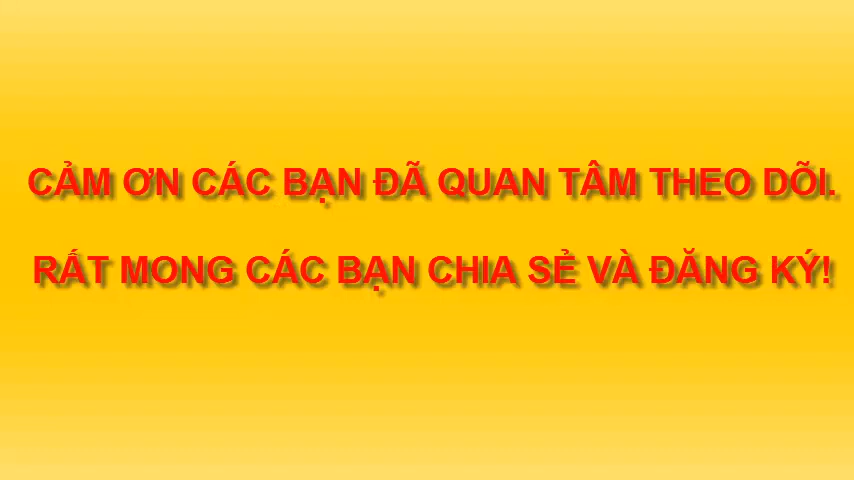 CẢM ƠN CÁC BẠN ĐÃ QUAN TÂM THEO DÕI.
RẤT MONG CÁC BẠN CHIA SẺ VÀ ĐĂNG KÝ!